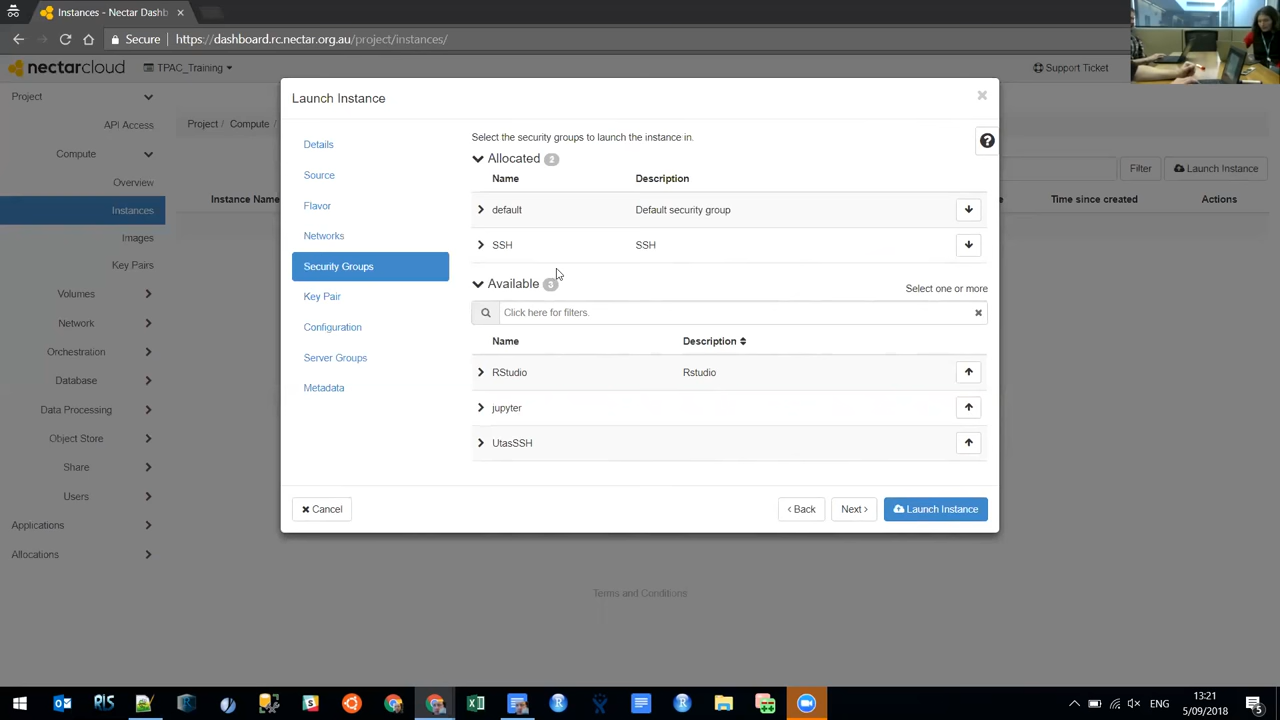 Instances - Nectar Dashb
Secure https://dashboard.rc.nectar.org.au/project/instances/
nectarcloud TPAC_Training Support Ticket
Project
API Access
Compute
Overview
Instances
Images
Key Pairs
Volumes
Network
Orchestration
Database
Data Processing
Object Store
Share
Users
Applications
Allocations
Project / Compute /
Filter Launch Instance
Instance Name Time since created Actions
Launch Instance
Details
Source
Flavor
Networks
Security Groups
Key Pair
Configuration
Server Groups
Metadata
Select the security groups to launch the instance in.
Allocated 2
Name Description
default Default security group
SSH SSH
Available 3 Select one or more
Click here for filters.
Name Description
RStudio Rstudio
jupyter
UtasSSH
Cancel Back Next Launch Instance
Terms and Conditions
ENG 13:21
5/09/2018 5